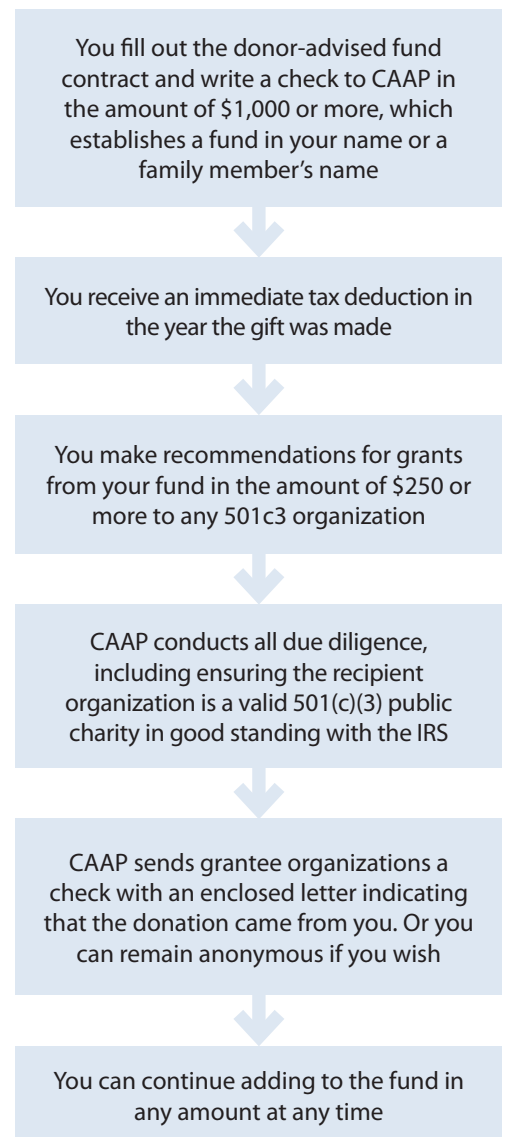 You fill out the donor-advised fund
contract and write a check to CAAP in
the amount of $1,000 or more, which
establishes a fund in your name or a
family member’s name
You receive an immediate tax deduction in
the year the gift was made
You make recommendations for grants
from your fund in the amount of $250 or
more to any 501c3 organization
CAAP conducts all due diligence,
including ensuring the recipient
organization is a valid 501(c)(3) public
charity in good standing with the IRS
CAAP sends grantee organizations a
check with an enclosed letter indicating
that the donation came from you. Or you
can remain anonymous if you wish
You can continue adding to the fund in
any amount at any time